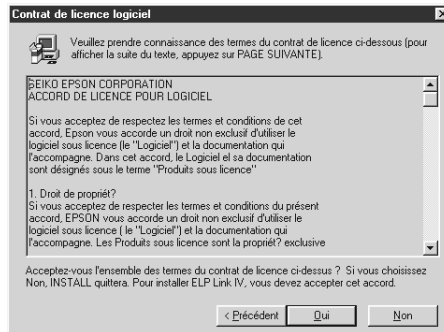 Contrat de licence logiciel
Veuillez prendre connaissance des termes du contrat de licence ci-dessous (pour
afficher la suite du texte, appuyez sur PAGE SUIVANTE).
SEIKO EPSON CORPORATION
ACCORD DE LICENCE POUR LOGICIEL
Si vous acceptez de respectez les termes et conditions de cet
accord, Epson vous accorde un droit non exclusif d'utiliser le
logiciel sous licence (le "Logiciel") et la documentation qui
l'accompagne. Dans cet accord, le Logiciel el sa documentation
sont désignés sous le terme "Produits sous licence"
1. Droit de propriét?
Si vous acceptez de respecter les termes et conditions du présent
accord, EPSON vous accorde un droit non exclusif d'utiliser le
logiciel sous licence ( le "Logiciel") et la documentation qui
l'accompagne. Les Produits sous licence sont la propriét? exclusive
Acceptez-vous l'ensemble des termes du contrat de licence ci-dessus ? Si vous choisissez
Non, INSTALL quittera. Pour installer ELP Link IV, vous devez accepter cet accord.
< Précédent Oui Non